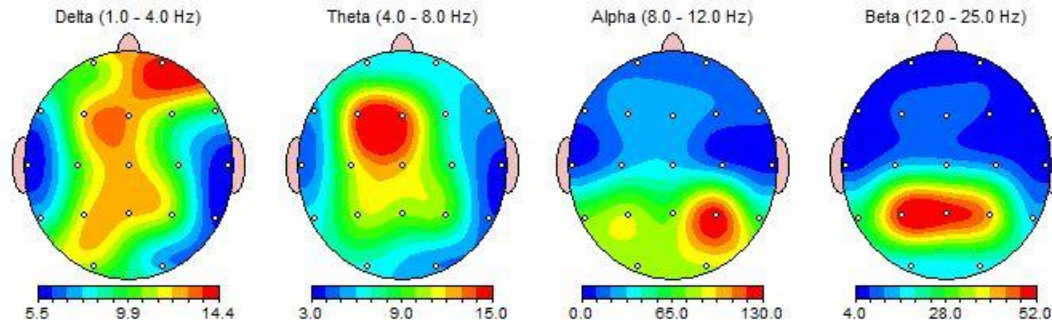 Delta (1.0 - 4.0 Hz)
Theta (4.0 - 8.0 Hz)
Alpha (8.0 - 12.0 Hz)
Beta (12.0 - 25.0 Hz)
5.5 9.9 14.4
3.0 9.0 15.0
0.0 65.0 130.0
4.0 28.0 52.0